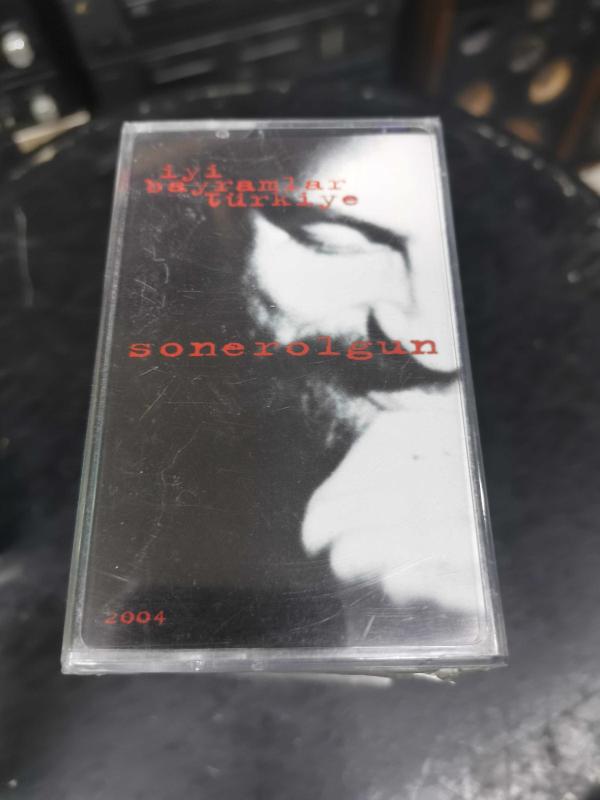 iyi
bayramlar
türkiye
sonerolgun
2004